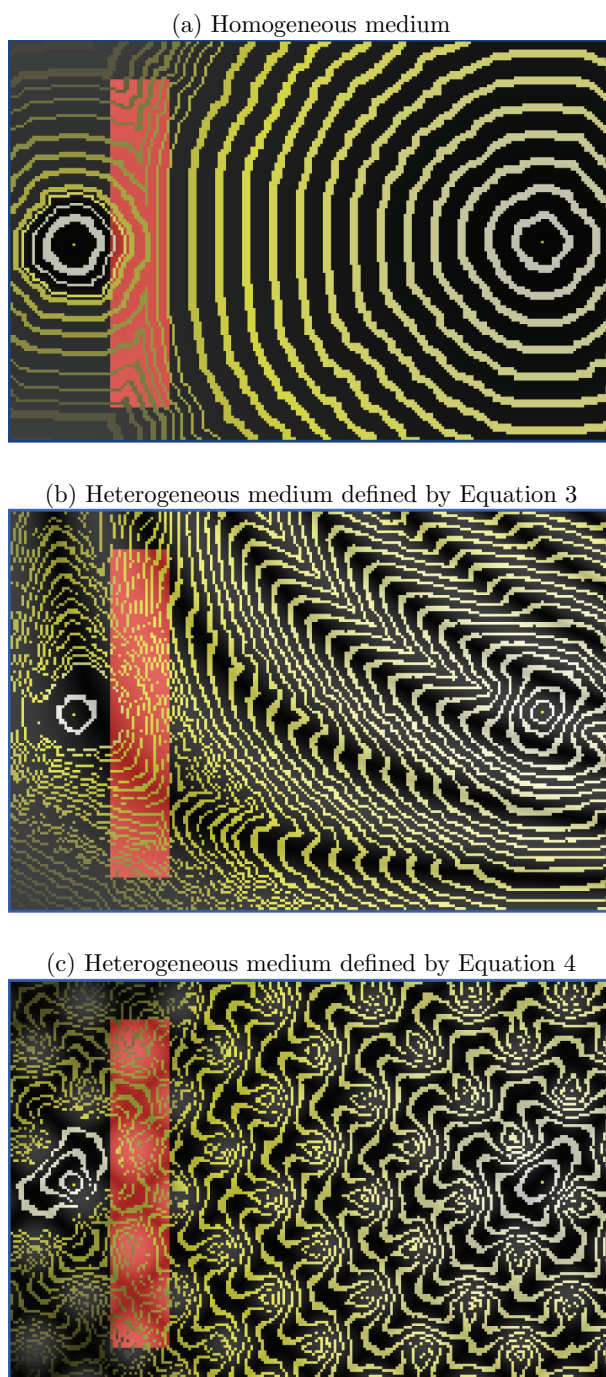 (a) Homogeneous medium
(b) Heterogeneous medium defined by Equation 3
(c) Heterogeneous medium defined by Equation 4